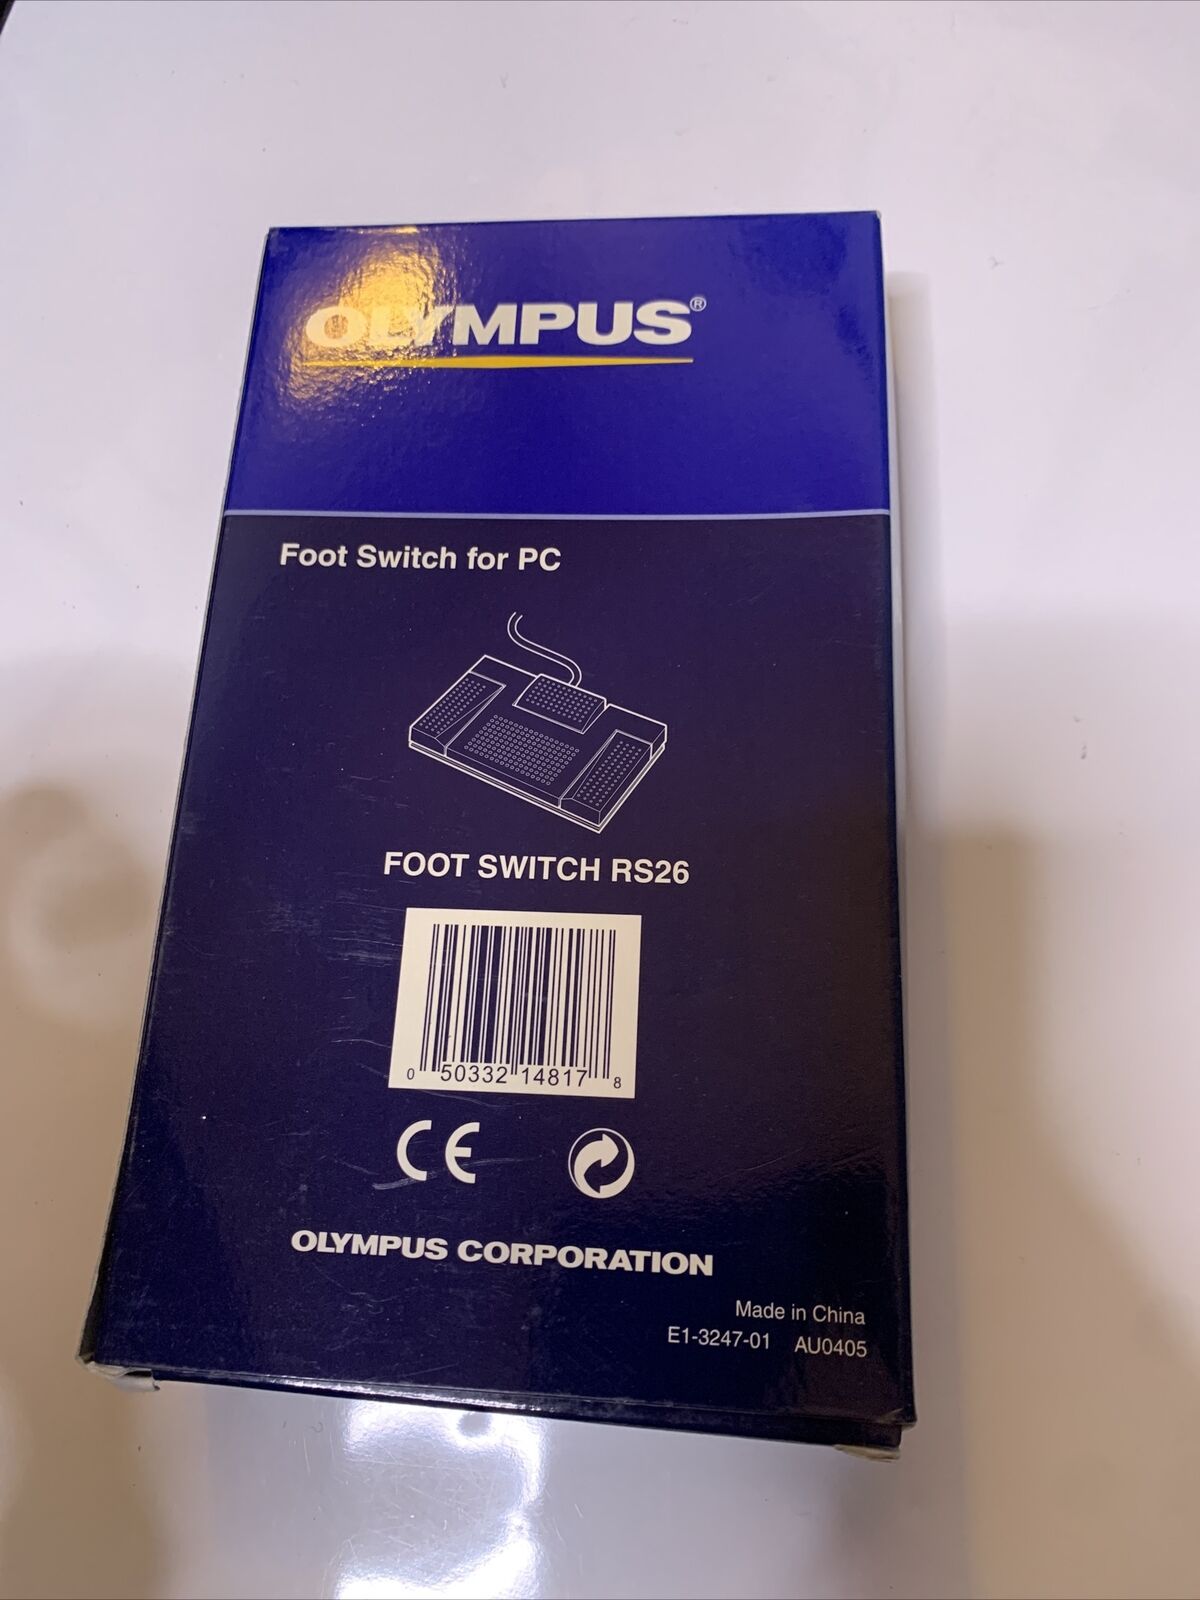 OLYMPUS®
Foot Switch for PC
FOOT SWITCH RS26
0 50332 14817 8
CE
OLYMPUS CORPORATION
Made in China
E1-3247-01 AU0405